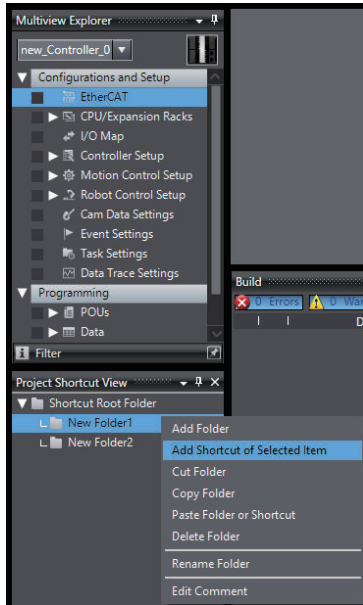 Multiview Explorer
new_Controller_0
Configurations and Setup
EtherCAT
CPU/Expansion Racks
I/O Map
Controller Setup
Motion Control Setup
Robot Control Setup
Cam Data Settings
Event Settings
Task Settings
Data Trace Settings
Programming
POUs
Data
Filter
Build
0 Errors 0 War
I I D
Project Shortcut View
Shortcut Root Folder
New Folder1
New Folder2
Add Folder
Add Shortcut of Selected Item
Cut Folder
Copy Folder
Paste Folder or Shortcut
Delete Folder
Rename Folder
Edit Comment